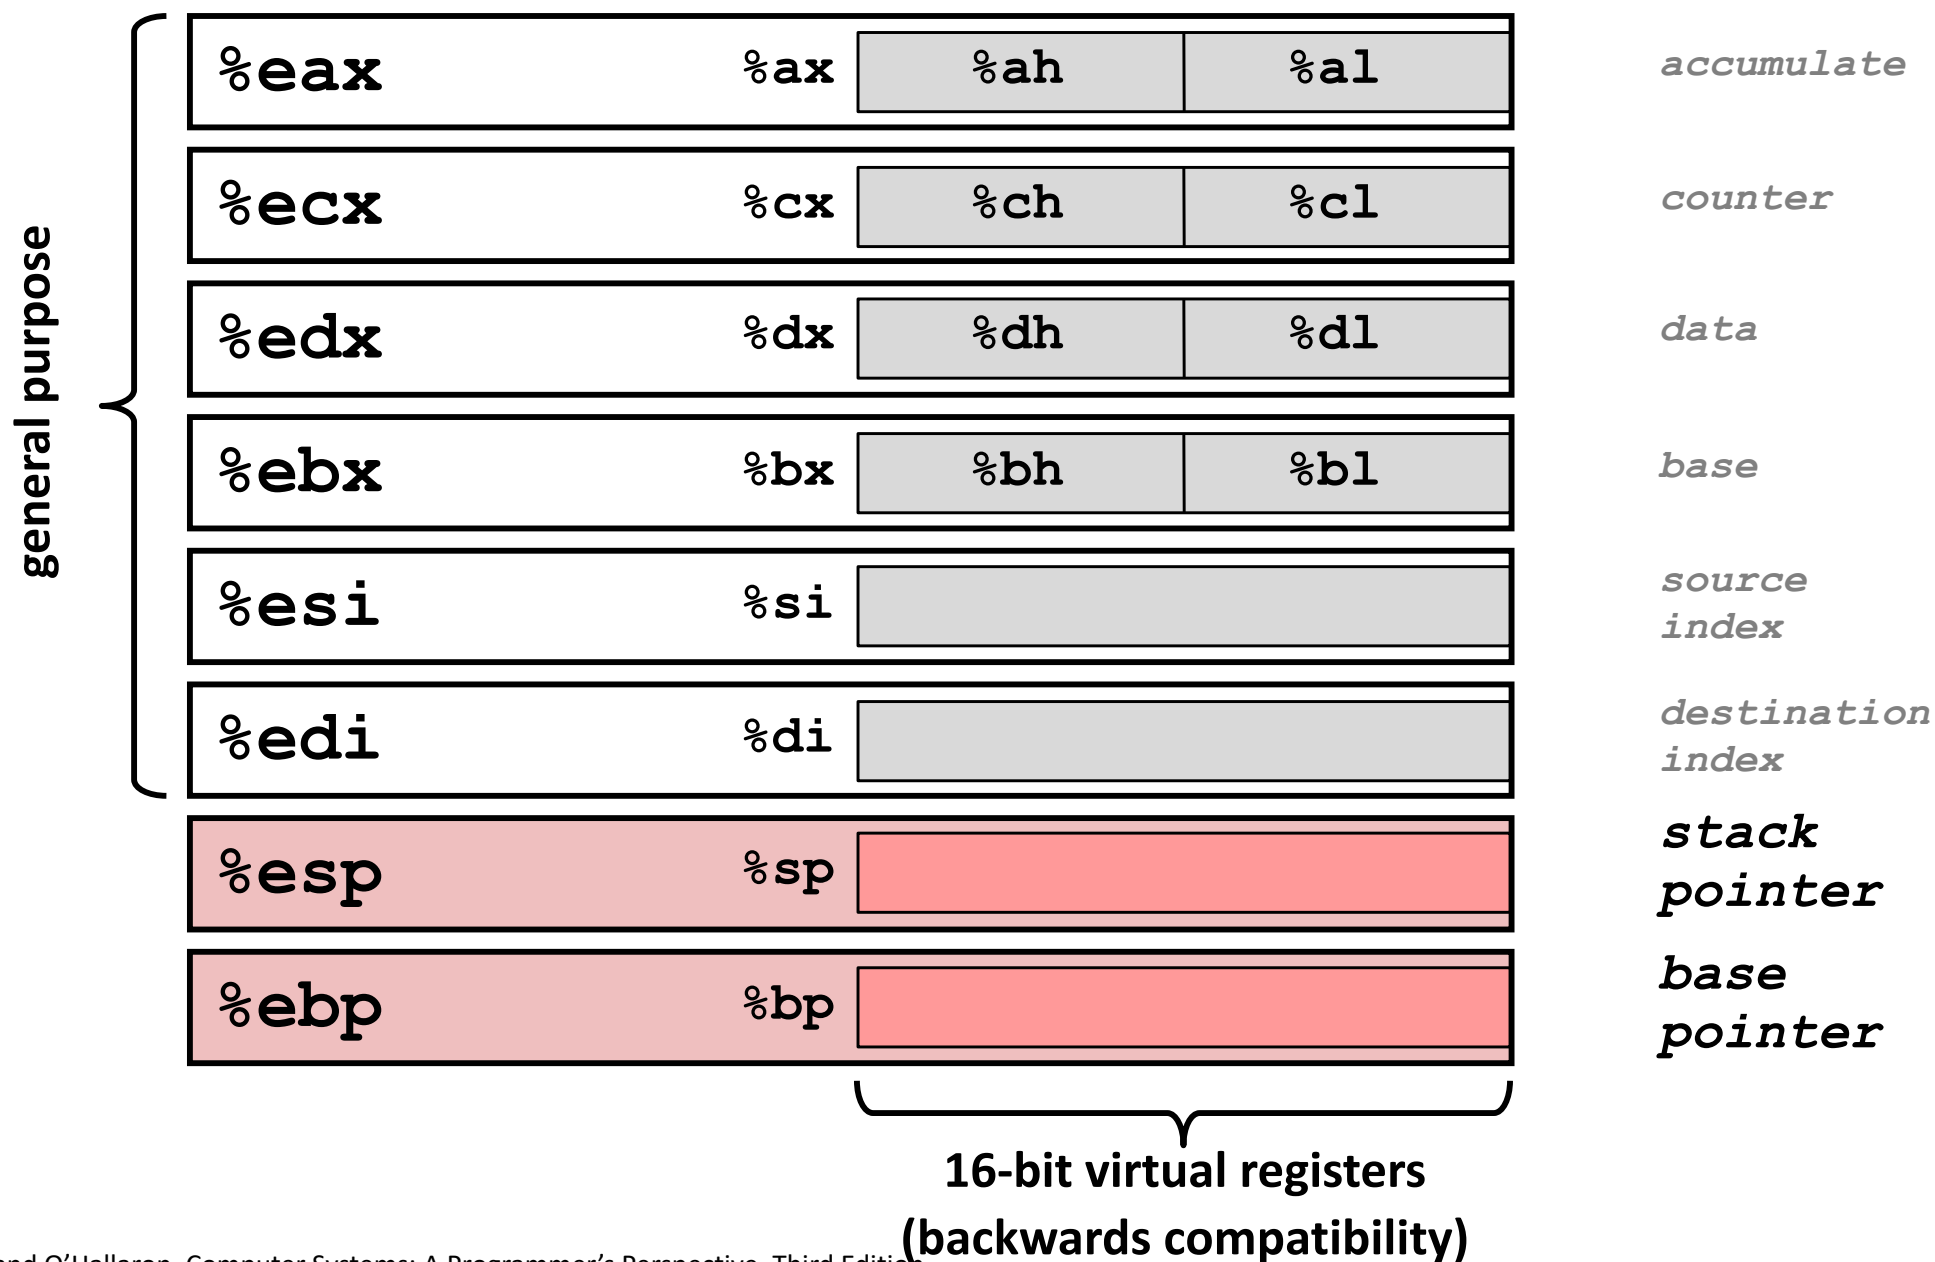 general purpose
%eax %ax %ah %al accumulate
%ecx %cx %ch %cl counter
%edx %dx %dh %dl data
%ebx %bx %bh %bl base
%esi %si source
index
%edi %di destination
index
%esp %sp stack
pointer
%ebp %bp base
pointer
16-bit virtual registers
(backwards compatibility)
and O'Hallaron, Computer Systems: A Programmer's Perspective, Third Edition